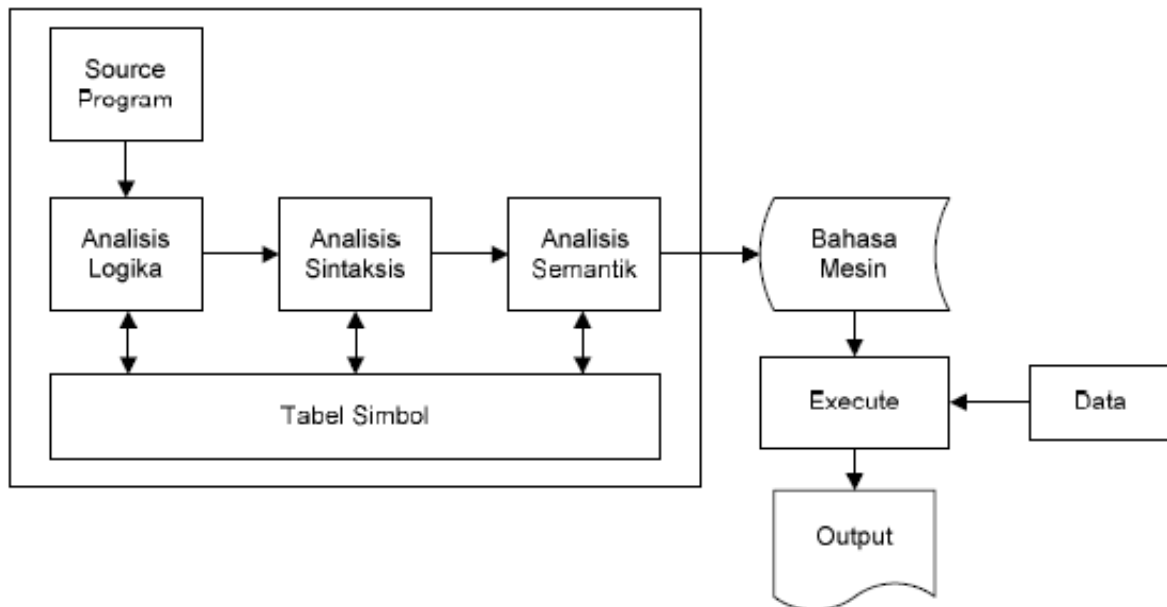 Source
Program
Analisis
Logika
Analisis
Sintaksis
Analisis
Semantik
Bahasa
Mesin
Tabel Simbol
Execute
Data
Output